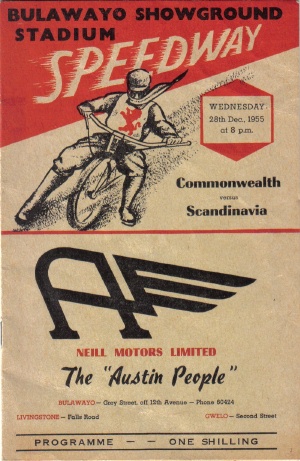 BULAWAYO SHOWGROUND
STADIUM
SPEEDWAY
WEDNESDAY
28th Dec., 1955
at 8 p.m.
Commonwealth
versus
Scandinavia
NEILL MOTORS LIMITED
The "Austin People"
BULAWAYO— Grey Street, off 12th Avenue — Phone 60424
LIVINGSTONE — Falls Road
GWELO — Second Street
PROGRAMME — — ONE SHILLING